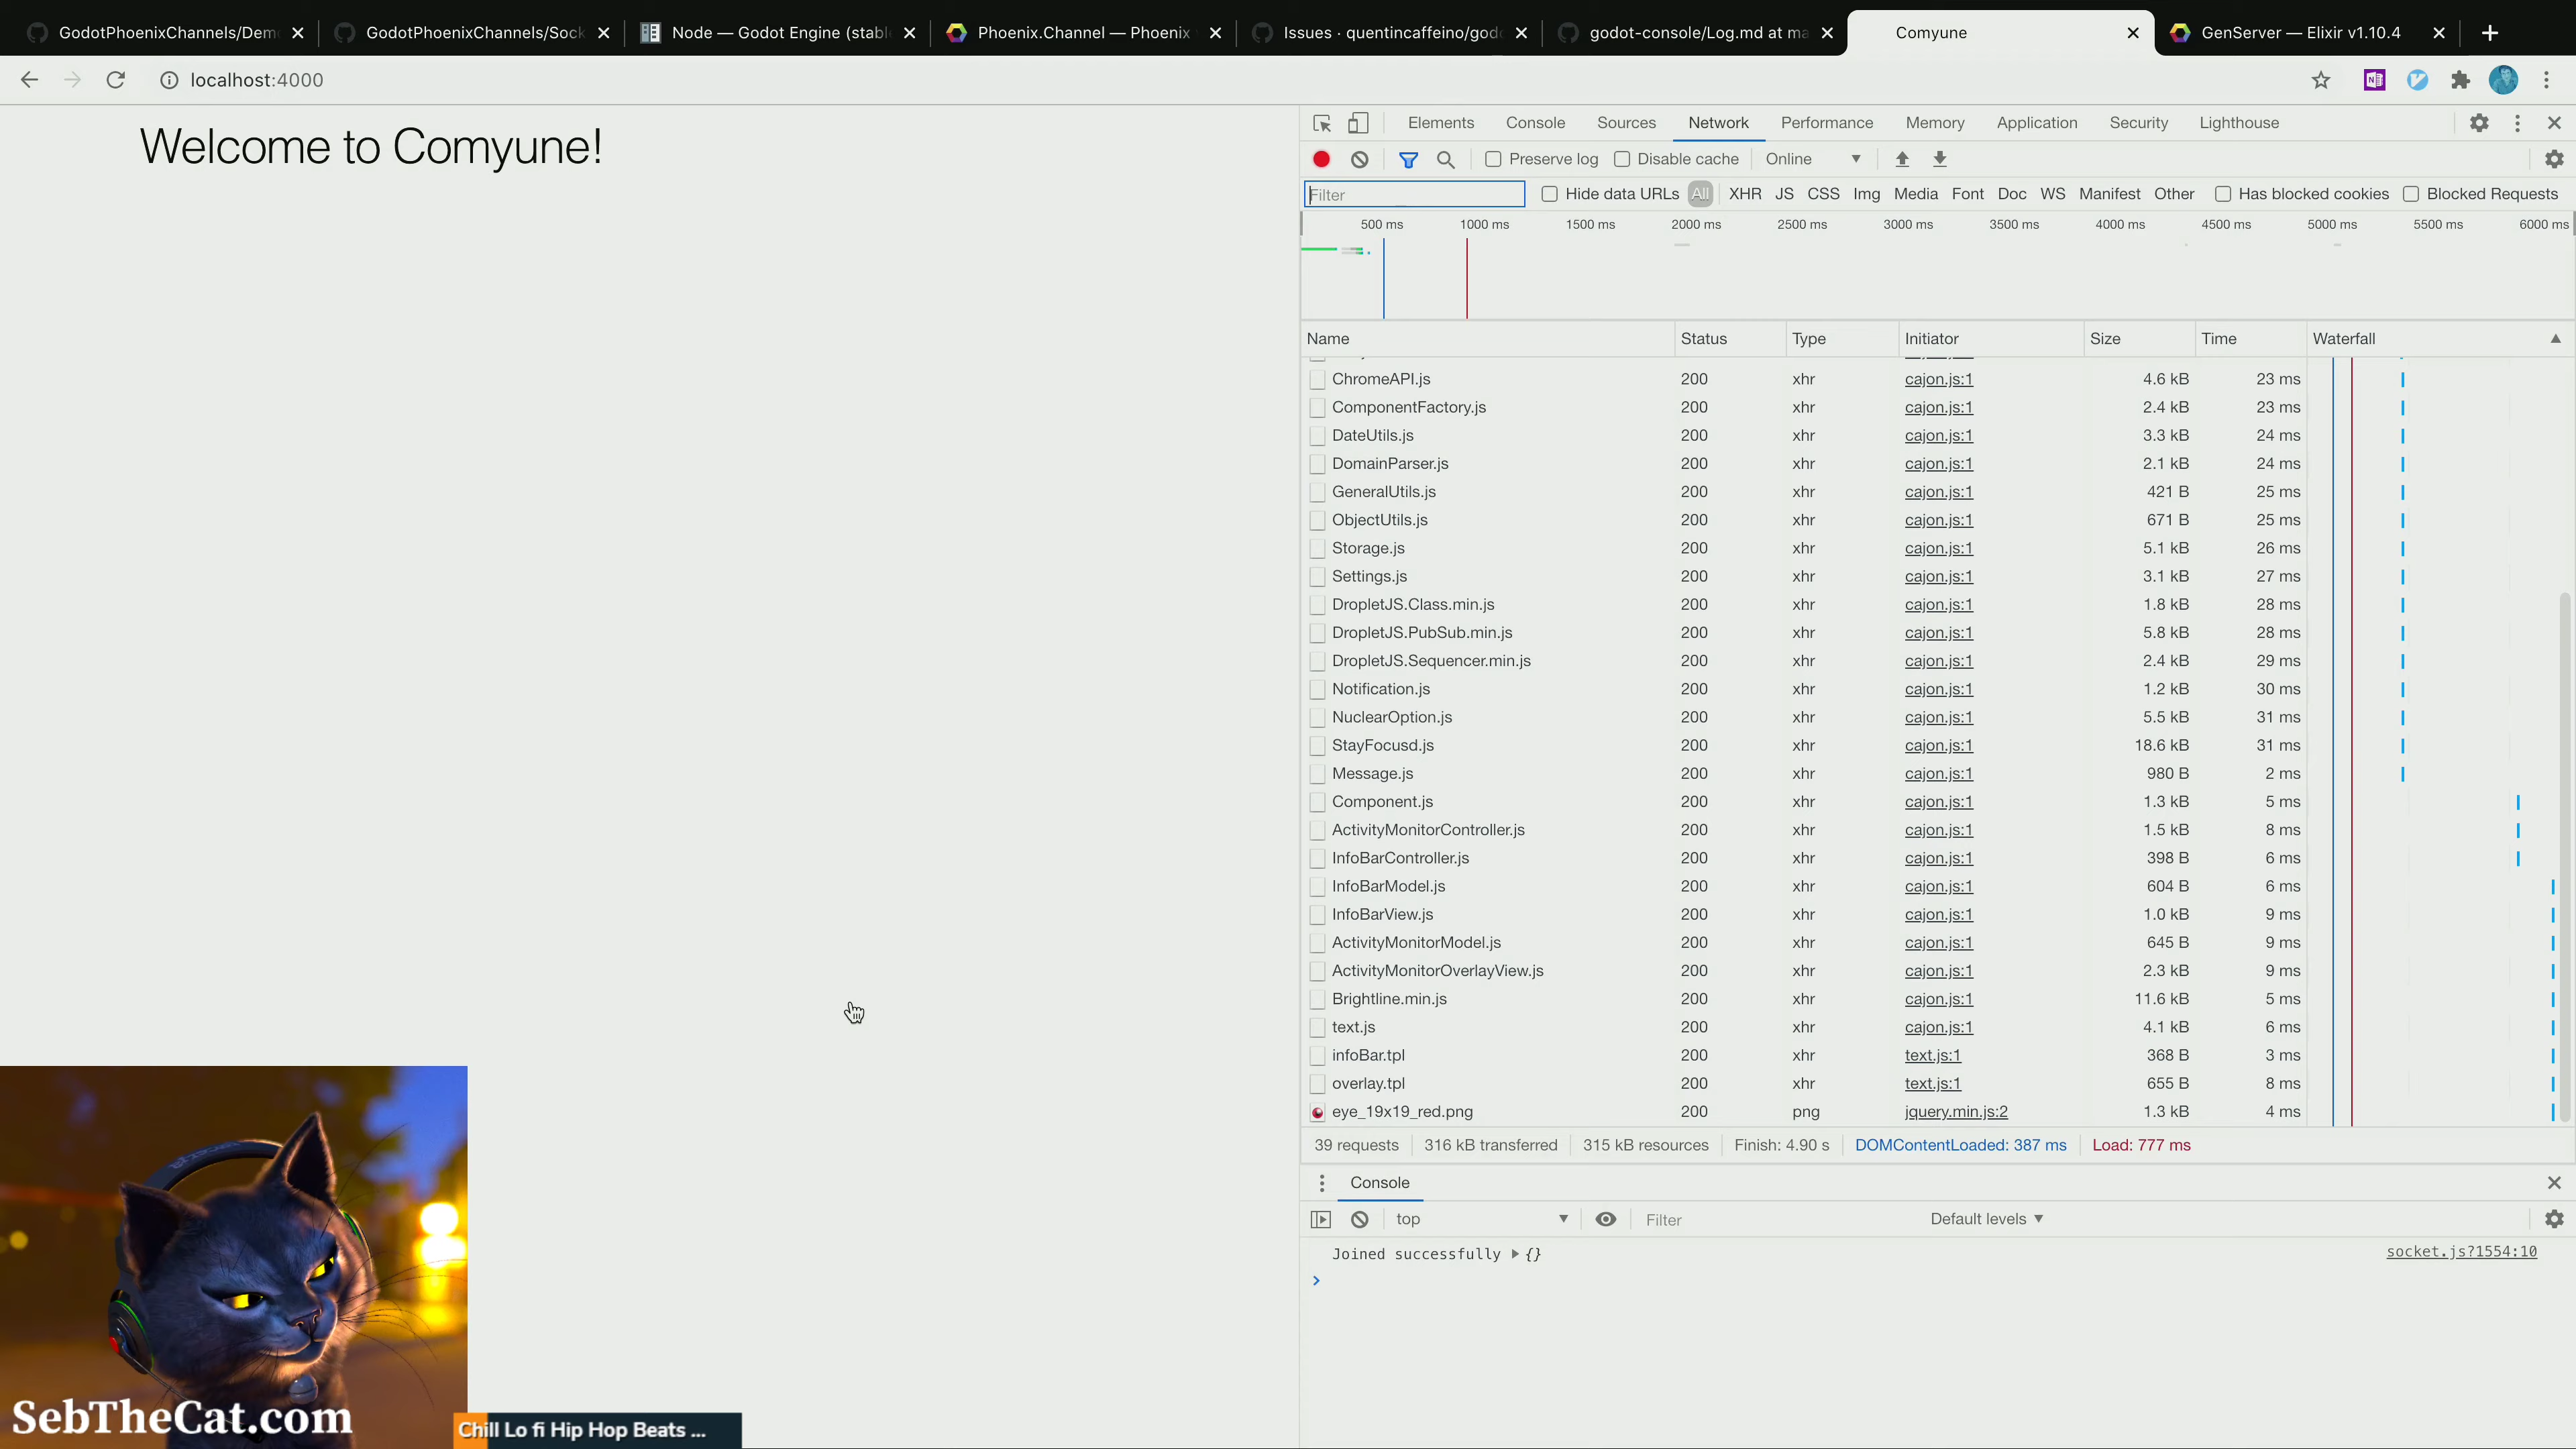 GodotPhoenixChannels/Dem
GodotPhoenixChannels/Sock
Node — Godot Engine (stabl
Phoenix.Channel — Phoenix
Issues · quentincaffeino/god
godot-console/Log.md at ma
Comyune
GenServer — Elixir v1.10.4
localhost:4000
Welcome to Comyune!
Elements Console Sources Network Performance Memory Application Security Lighthouse
Preserve log Disable cache Online
Filter Hide data URLs All XHR JS CSS Img Media Font Doc WS Manifest Other Has blocked cookies Blocked Requests
500 ms 1000 ms 1500 ms 2000 ms 2500 ms 3000 ms 3500 ms 4000 ms 4500 ms 5000 ms 5500 ms 6000 ms
Name Status Type Initiator Size Time Waterfall
ChromeAPI.js 200 xhr cajon.js:1 4.6 kB 23 ms
ComponentFactory.js 200 xhr cajon.js:1 2.4 kB 23 ms
DateUtils.js 200 xhr cajon.js:1 3.3 kB 24 ms
DomainParser.js 200 xhr cajon.js:1 2.1 kB 24 ms
GeneralUtils.js 200 xhr cajon.js:1 421 B 25 ms
ObjectUtils.js 200 xhr cajon.js:1 671 B 25 ms
Storage.js 200 xhr cajon.js:1 5.1 kB 26 ms
Settings.js 200 xhr cajon.js:1 3.1 kB 27 ms
DropletJS.Class.min.js 200 xhr cajon.js:1 1.8 kB 28 ms
DropletJS.PubSub.min.js 200 xhr cajon.js:1 5.8 kB 28 ms
DropletJS.Sequencer.min.js 200 xhr cajon.js:1 2.4 kB 29 ms
Notification.js 200 xhr cajon.js:1 1.2 kB 30 ms
NuclearOption.js 200 xhr cajon.js:1 5.5 kB 31 ms
StayFocusd.js 200 xhr cajon.js:1 18.6 kB 31 ms
Message.js 200 xhr cajon.js:1 980 B 2 ms
Component.js 200 xhr cajon.js:1 1.3 kB 5 ms
ActivityMonitorController.js 200 xhr cajon.js:1 1.5 kB 8 ms
InfoBarController.js 200 xhr cajon.js:1 398 B 6 ms
InfoBarModel.js 200 xhr cajon.js:1 604 B 6 ms
InfoBarView.js 200 xhr cajon.js:1 1.0 kB 9 ms
ActivityMonitorModel.js 200 xhr cajon.js:1 645 B 9 ms
ActivityMonitorOverlayView.js 200 xhr cajon.js:1 2.3 kB 9 ms
Brightline.min.js 200 xhr cajon.js:1 11.6 kB 5 ms
text.js 200 xhr cajon.js:1 4.1 kB 6 ms
infoBar.tpl 200 xhr text.js:1 368 B 3 ms
overlay.tpl 200 xhr text.js:1 655 B 8 ms
eye_19x19_red.png 200 png jquery.min.js:2 1.3 kB 4 ms
39 requests 316 kB transferred 315 kB resources Finish: 4.90 s DOMContentLoaded: 387 ms Load: 777 ms
Console
top Filter Default levels
Joined successfully {} socket.js?1554:10
SebTheCat.com
Chill Lo fi Hip Hop Beats ...